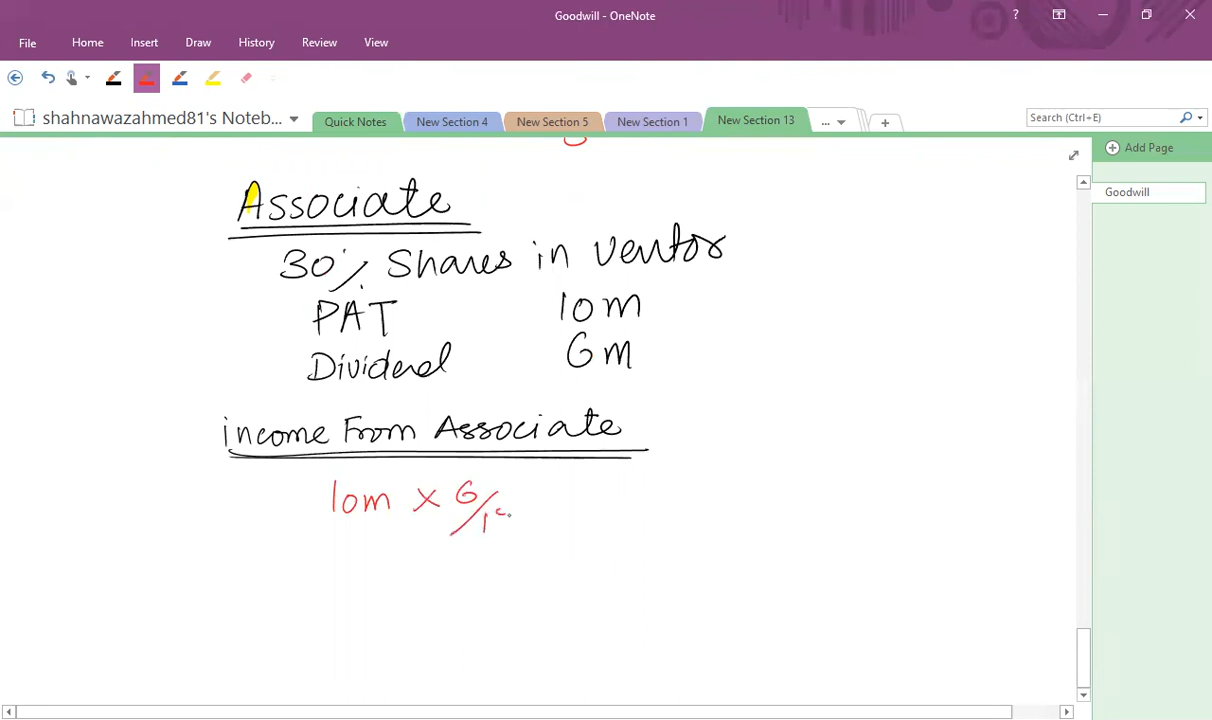 Goodwill - OneNote
?
File Home Insert Draw History Review View
shahnawazahmed81's Noteb... Quick Notes New Section 4 New Section 5 New Section 1 New Section 13 ... Search (Ctrl+E)
Add Page
Goodwill
Associate
30% Shares in ventor
PAT 10m
Dividend 6m
income From Associate
10m × 6/1